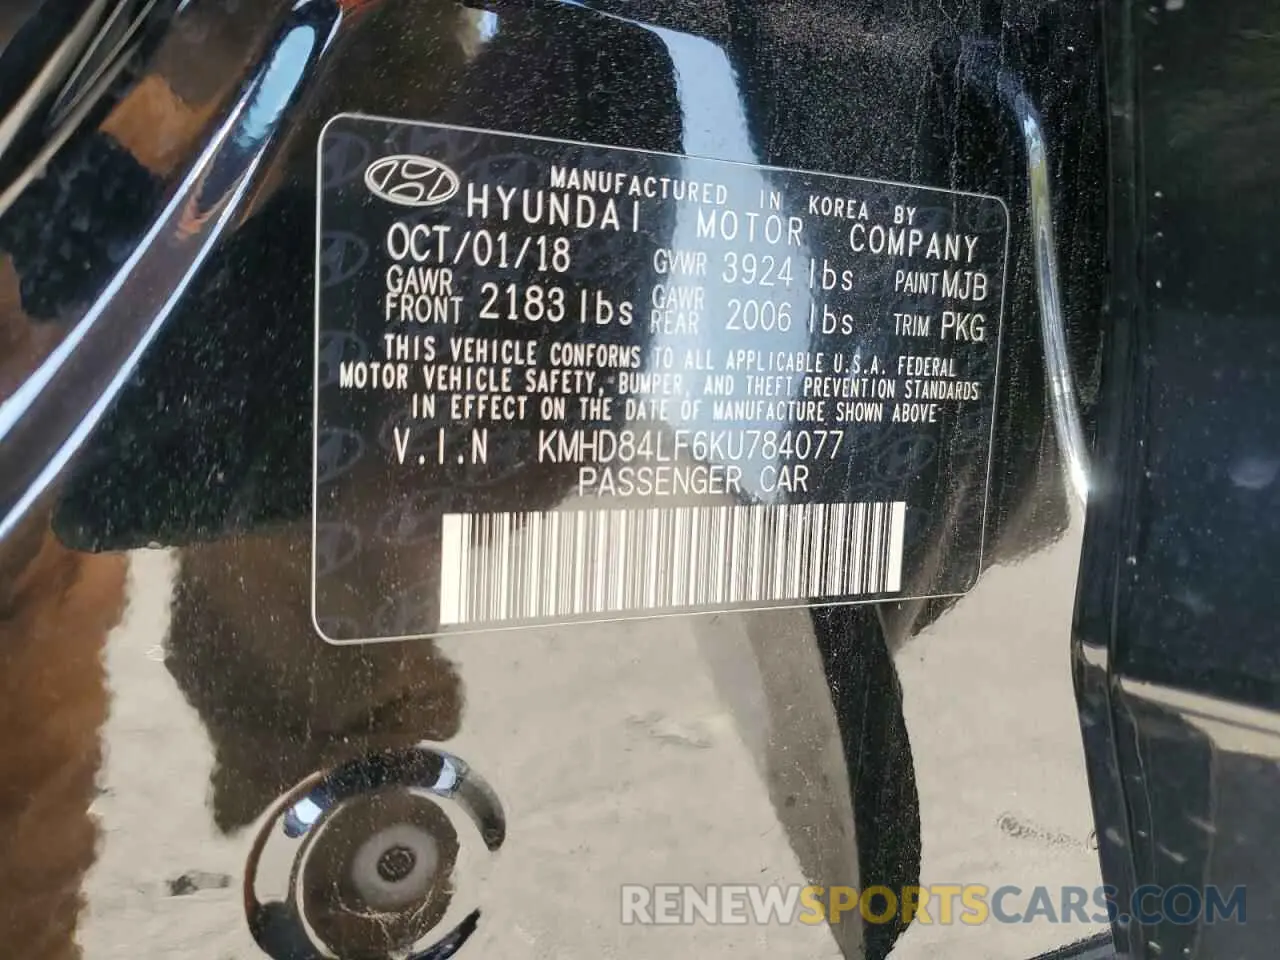 MANUFACTURED IN KOREA BY
HYUNDAI MOTOR COMPANY
OCT/01/18 GVWR 3924 lbs PAINT MJB
GAWR FRONT 2183 lbs GAWR REAR 2006 lbs TRIM PKG
THIS VEHICLE CONFORMS TO ALL APPLICABLE U.S.A. FEDERAL
MOTOR VEHICLE SAFETY, BUMPER, AND THEFT PREVENTION STANDARDS
IN EFFECT ON THE DATE OF MANUFACTURE SHOWN ABOVE
V.I.N KMHD84LF6KU784077
PASSENGER CAR
RENEWSPORTSCARS.COM